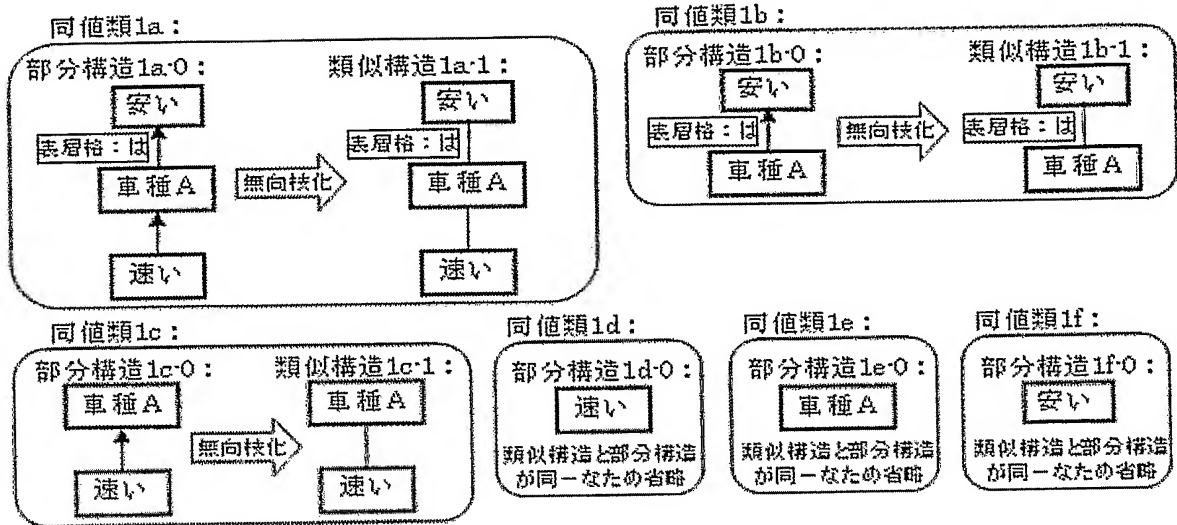 同値類1a：
部分構造1a-0：
類似構造1a-1：
安い
安い
表層格：は
表層格：は
車種A
無向枝化
車種A
速い
速い
同値類1b：
部分構造1b-0：
類似構造1b-1：
安い
安い
表層格：は
無向枝化
表層格：は
車種A
車種A
同値類1c：
部分構造1c-0：
類似構造1c-1：
車種A
車種A
無向枝化
速い
速い
同値類1d：
部分構造1d-0：
速い
類似構造と部分構造
が同一なため省略
同値類1e：
部分構造1e-0：
車種A
類似構造と部分構造
が同一なため省略
同値類1f：
部分構造1f-0：
安い
類似構造と部分構造
が同一なため省略